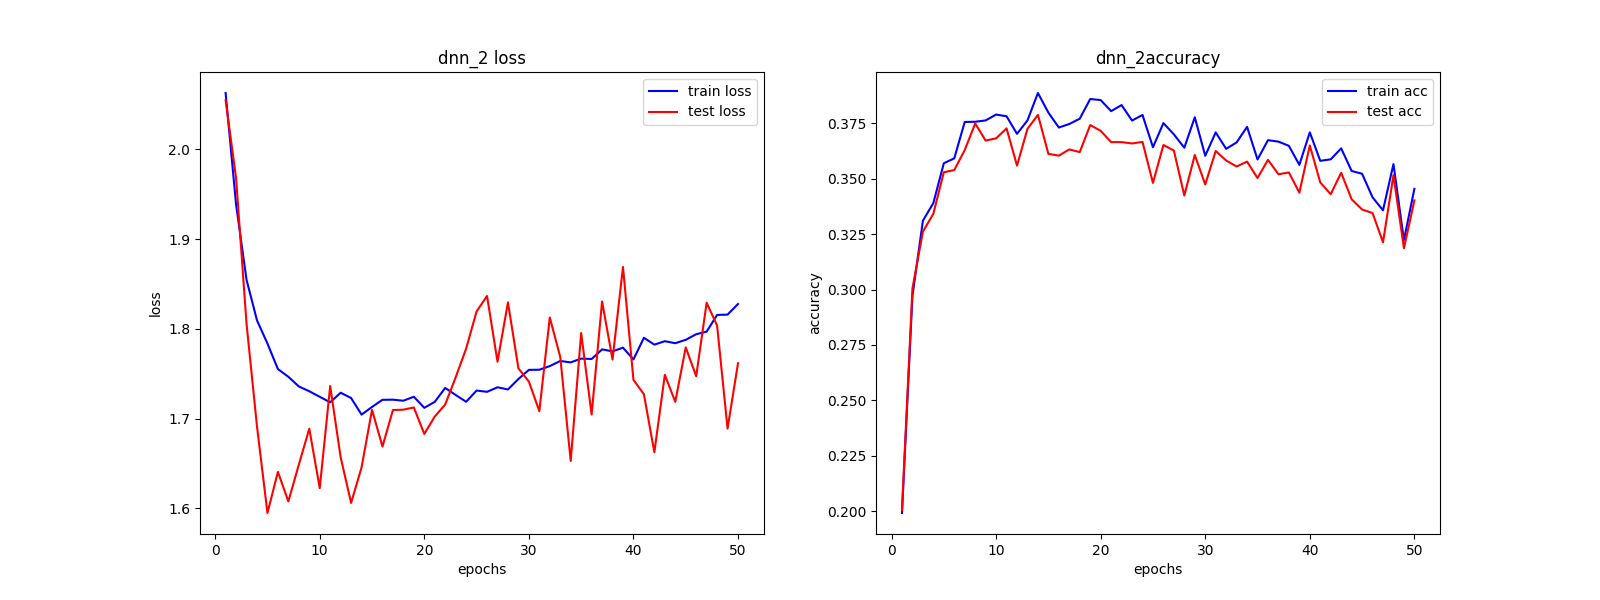 dnn_2 loss
train loss
test loss
2.0
1.9
1.8
1.7
1.6
loss
0
10
20
30
40
50
epochs
dnn_2accuracy
train acc
test acc
0.375
0.350
0.325
0.300
0.275
0.250
0.225
0.200
accuracy
0
10
20
30
40
50
epochs